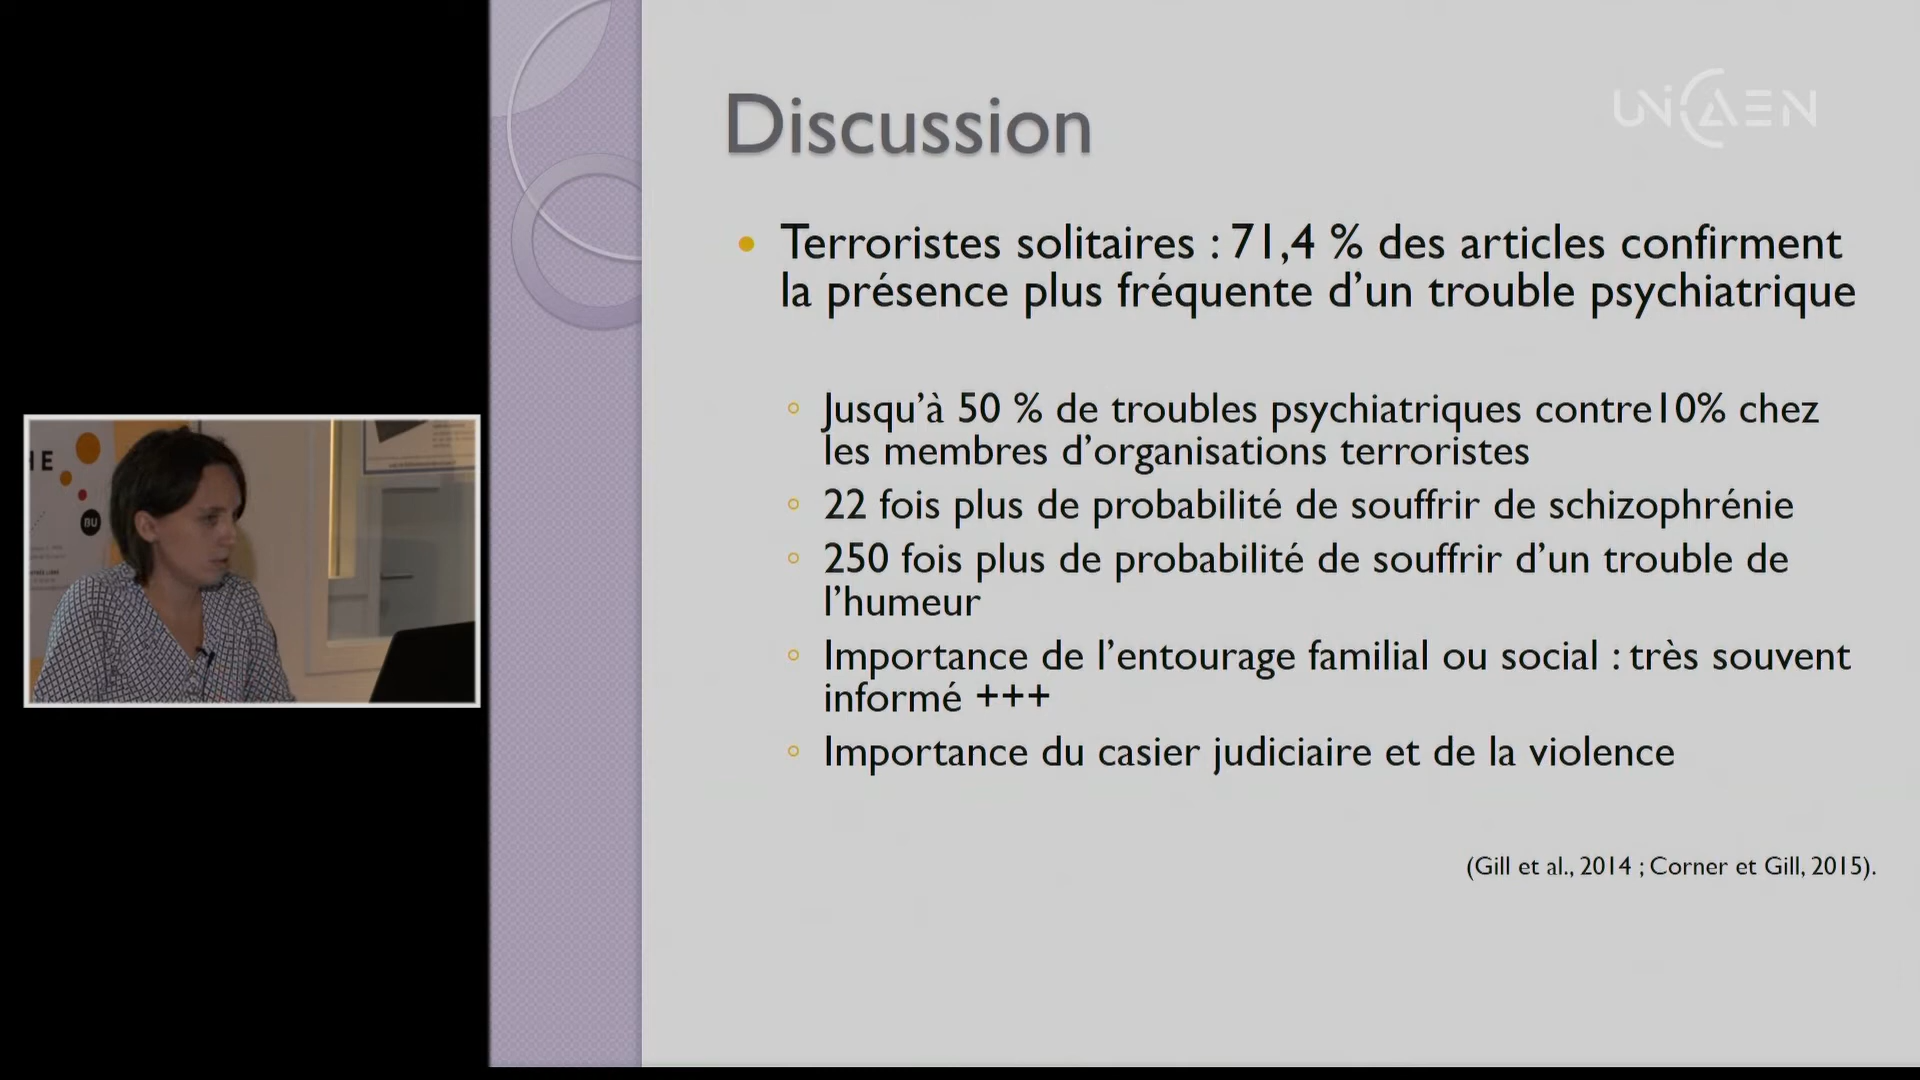 Discussion
UNICAEN
Terroristes solitaires : 71,4 % des articles confirment
la présence plus fréquente d'un trouble psychiatrique
Jusqu'à 50 % de troubles psychiatriques contre10% chez
les membres d'organisations terroristes
22 fois plus de probabilité de souffrir de schizophrénie
250 fois plus de probabilité de souffrir d'un trouble de
l'humeur
Importance de l'entourage familial ou social : très souvent
informé +++
Importance du casier judiciaire et de la violence
(Gill et al., 2014 ; Corner et Gill, 2015).
HE
BU